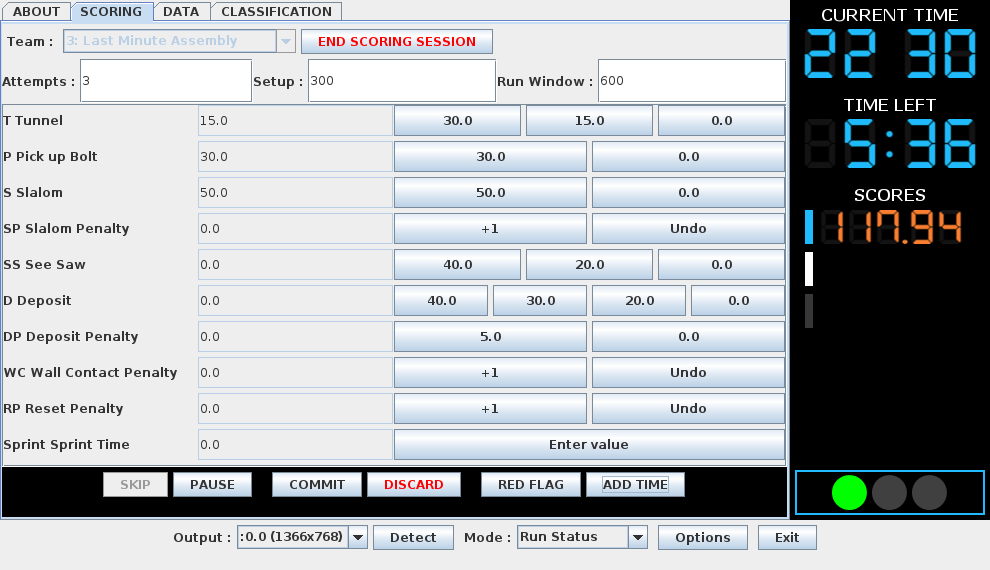 ABOUT SCORING DATA CLASSIFICATION
Team : 3: Last Minute Assembly END SCORING SESSION
Attempts : 3 Setup : 300 Run Window : 600
T Tunnel 15.0 30.0 15.0 0.0
P Pick up Bolt 30.0 30.0 0.0
S Slalom 50.0 50.0 0.0
SP Slalom Penalty 0.0 +1 Undo
SS See Saw 0.0 40.0 20.0 0.0
D Deposit 0.0 40.0 30.0 20.0 0.0
DP Deposit Penalty 0.0 5.0 0.0
WC Wall Contact Penalty 0.0 +1 Undo
RP Reset Penalty 0.0 +1 Undo
Sprint Sprint Time 0.0 Enter value
SKIP PAUSE COMMIT DISCARD RED FLAG ADD TIME
Output : :0.0 (1366x768) Detect Mode : Run Status Options Exit
CURRENT TIME
22 30
TIME LEFT
5:36
SCORES
117.94